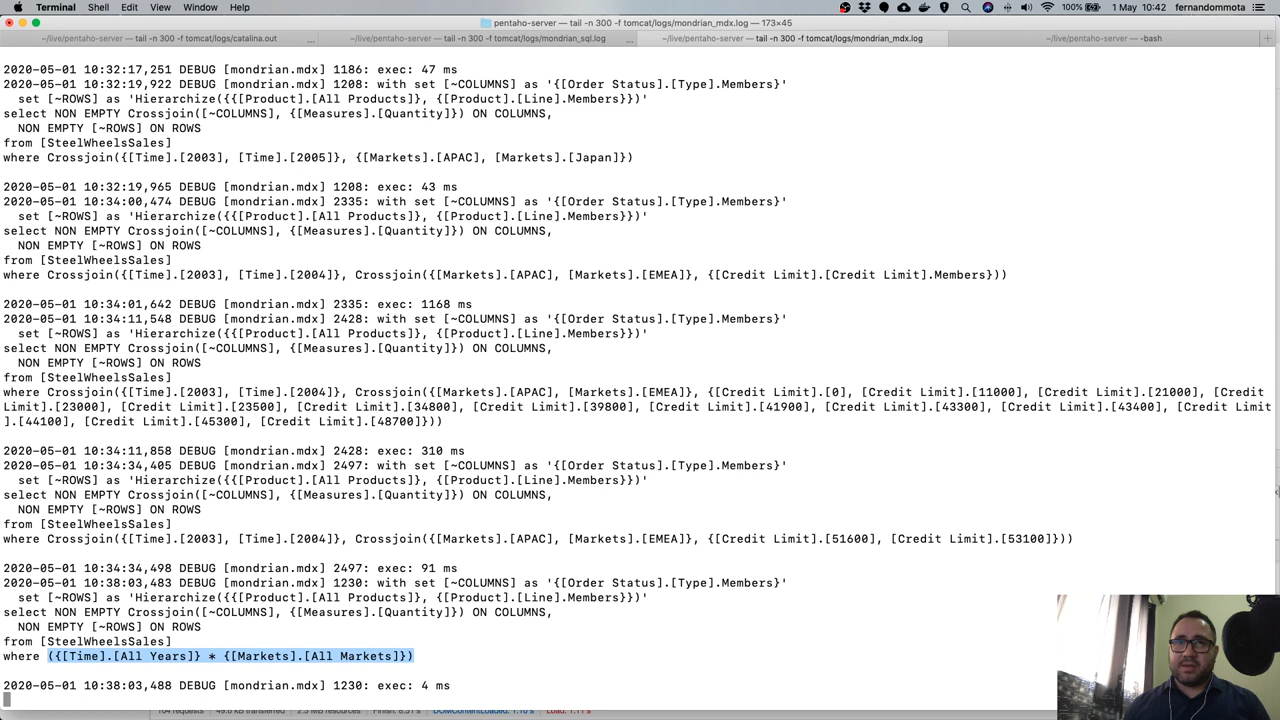 Shell Edit View Window Help
100% 1 May 10:42 fernandommota
pentaho-server — tail -n 300 -f tomcat/logs/mondrian_mdx.log — 173×45
~/live/pentaho-server — tail -n 300 -f tomcat/logs/catalina.out ... ~/live/pentaho-server — tail -n 300 -f tomcat/logs/mondrian_sql.log ... ~/live/pentaho-server — tail -n 300 -f tomcat/logs/mondrian_mdx.log ~/live/pentaho-server — -bash +
2020-05-01 10:32:17,251 DEBUG [mondrian.mdx] 1186: exec: 47 ms
2020-05-01 10:32:19,922 DEBUG [mondrian.mdx] 1208: with set [~COLUMNS] as '{[Order Status].[Type].Members}'
  set [~ROWS] as 'Hierarchize({{[Product].[All Products]}, {[Product].[Line].Members}})'
select NON EMPTY Crossjoin([~COLUMNS], {[Measures].[Quantity]}) ON COLUMNS,
  NON EMPTY [~ROWS] ON ROWS
from [SteelWheelsSales]
where Crossjoin({[Time].[2003], [Time].[2005]}, {[Markets].[APAC], [Markets].[Japan]})
2020-05-01 10:32:19,965 DEBUG [mondrian.mdx] 1208: exec: 43 ms
2020-05-01 10:34:00,474 DEBUG [mondrian.mdx] 2335: with set [~COLUMNS] as '{[Order Status].[Type].Members}'
  set [~ROWS] as 'Hierarchize({{[Product].[All Products]}, {[Product].[Line].Members}})'
select NON EMPTY Crossjoin([~COLUMNS], {[Measures].[Quantity]}) ON COLUMNS,
  NON EMPTY [~ROWS] ON ROWS
from [SteelWheelsSales]
where Crossjoin({[Time].[2003], [Time].[2004]}, Crossjoin({[Markets].[APAC], [Markets].[EMEA]}, {[Credit Limit].[Credit Limit].Members}))
2020-05-01 10:34:01,642 DEBUG [mondrian.mdx] 2335: exec: 1168 ms
2020-05-01 10:34:11,548 DEBUG [mondrian.mdx] 2428: with set [~COLUMNS] as '{[Order Status].[Type].Members}'
  set [~ROWS] as 'Hierarchize({{[Product].[All Products]}, {[Product].[Line].Members}})'
select NON EMPTY Crossjoin([~COLUMNS], {[Measures].[Quantity]}) ON COLUMNS,
  NON EMPTY [~ROWS] ON ROWS
from [SteelWheelsSales]
where Crossjoin({[Time].[2003], [Time].[2004]}, Crossjoin({[Markets].[APAC], [Markets].[EMEA]}, {[Credit Limit].[0], [Credit Limit].[11000], [Credit Limit].[21000], [Credit
Limit].[23000], [Credit Limit].[23500], [Credit Limit].[34800], [Credit Limit].[39800], [Credit Limit].[41900], [Credit Limit].[43300], [Credit Limit].[43400], [Credit Limit
].[44100], [Credit Limit].[45300], [Credit Limit].[48700]}))
2020-05-01 10:34:11,858 DEBUG [mondrian.mdx] 2428: exec: 310 ms
2020-05-01 10:34:34,405 DEBUG [mondrian.mdx] 2497: with set [~COLUMNS] as '{[Order Status].[Type].Members}'
  set [~ROWS] as 'Hierarchize({{[Product].[All Products]}, {[Product].[Line].Members}})'
select NON EMPTY Crossjoin([~COLUMNS], {[Measures].[Quantity]}) ON COLUMNS,
  NON EMPTY [~ROWS] ON ROWS
from [SteelWheelsSales]
where Crossjoin({[Time].[2003], [Time].[2004]}, Crossjoin({[Markets].[APAC], [Markets].[EMEA]}, {[Credit Limit].[51600], [Credit Limit].[53100]}))
2020-05-01 10:34:34,498 DEBUG [mondrian.mdx] 2497: exec: 91 ms
2020-05-01 10:38:03,483 DEBUG [mondrian.mdx] 1230: with set [~COLUMNS] as '{[Order Status].[Type].Members}'
  set [~ROWS] as 'Hierarchize({{[Product].[All Products]}, {[Product].[Line].Members}})'
select NON EMPTY Crossjoin([~COLUMNS], {[Measures].[Quantity]}) ON COLUMNS,
  NON EMPTY [~ROWS] ON ROWS
from [SteelWheelsSales]
where ({[Time].[All Years]} * {[Markets].[All Markets]})
2020-05-01 10:38:03,488 DEBUG [mondrian.mdx] 1230: exec: 4 ms